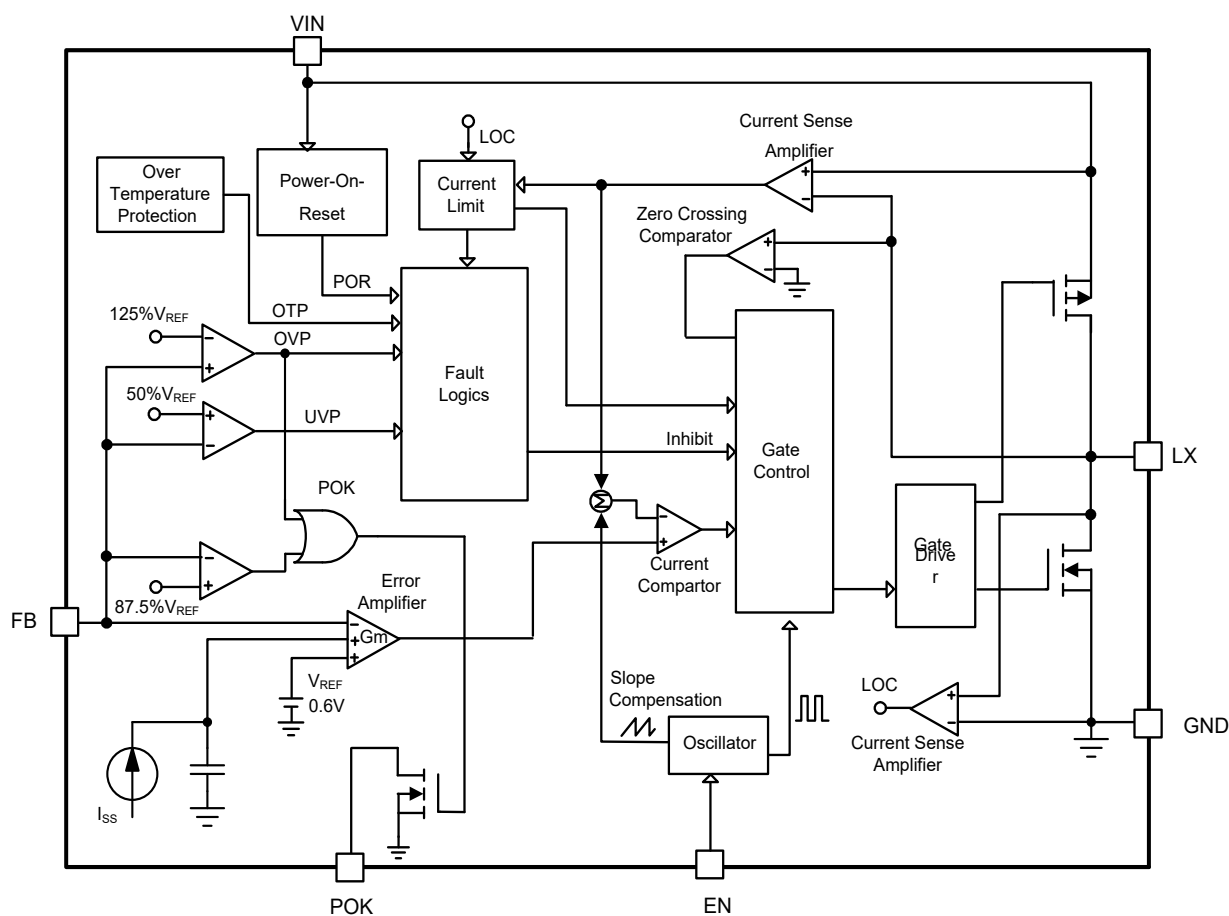 VIN
LOC
Current Sense
Amplifier
Over
Temperature
Protection
Power-On-
Reset
Current
Limit
Zero Crossing
Comparator
POR
OTP
125%VREF
OVP
Fault
Logics
50%VREF
UVP
Inhibit
Gate
Control
LX
POK
Σ
Gate
Drive
r
Current
Compartor
87.5%VREF
Error
Amplifier
FB
Gm
VREF
0.6V
Slope
Compensation
LOC
Oscillator
GND
Current Sense
Amplifier
ISS
POK
EN